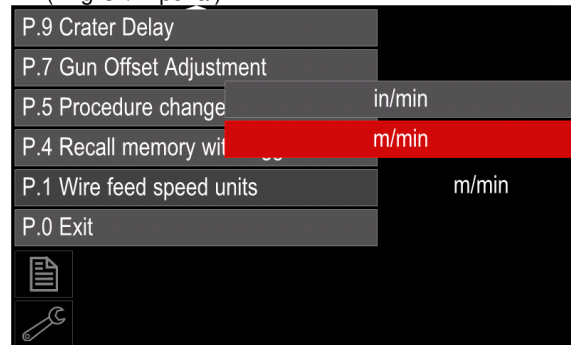 P.9 Crater Delay
P.7 Gun Offset Adjustment
P.5 Procedure change
in/min
P.4 Recall memory wit
m/min
P.1 Wire feed speed units
m/min
P.0 Exit